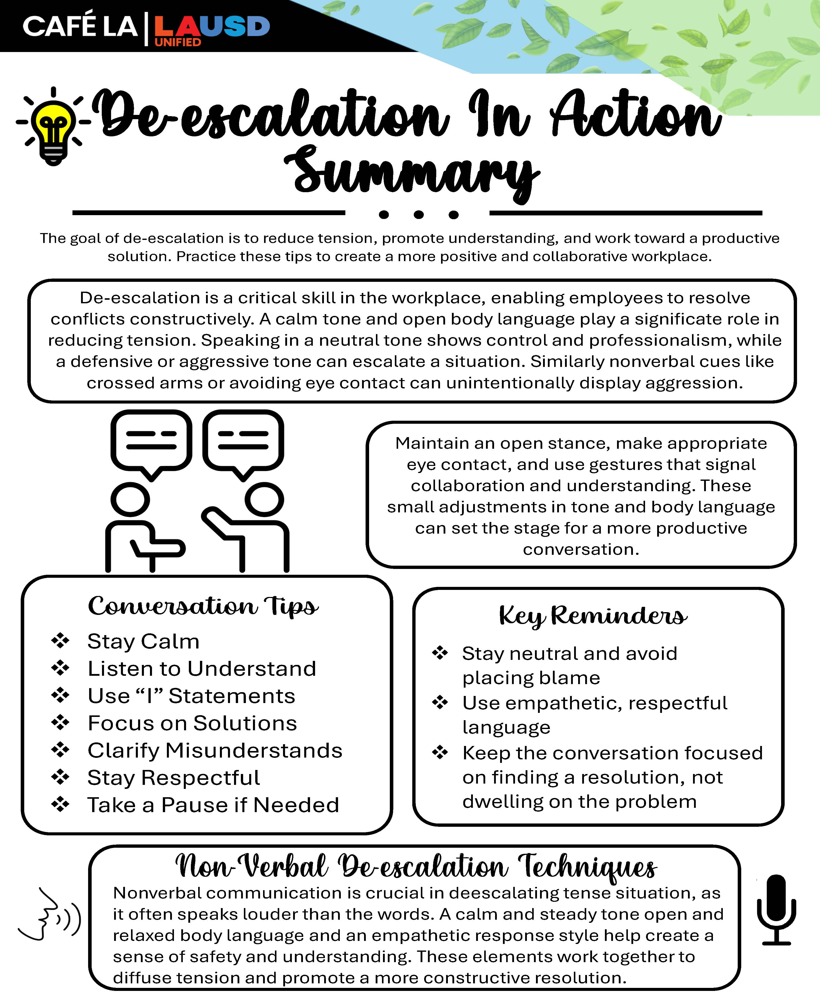 CAFÉ LA | LAUSD
UNIFIED
De-escalation In Action
Summary
The goal of de-escalation is to reduce tension, promote understanding, and work toward a productive
solution. Practice these tips to create a more positive and collaborative workplace.
De-escalation is a critical skill in the workplace, enabling employees to resolve
conflicts constructively. A calm tone and open body language play a significate role in
reducing tension. Speaking in a neutral tone shows control and professionalism, while
a defensive or aggressive tone can escalate a situation. Similarly nonverbal cues like
crossed arms or avoiding eye contact can unintentionally display aggression.
Maintain an open stance, make appropriate
eye contact, and use gestures that signal
collaboration and understanding. These
small adjustments in tone and body language
can set the stage for a more productive
conversation.
Conversation Tips
❖ Stay Calm
❖ Listen to Understand
❖ Use “I” Statements
❖ Focus on Solutions
❖ Clarify Misunderstands
❖ Stay Respectful
❖ Take a Pause if Needed
Key Reminders
❖ Stay neutral and avoid
placing blame
❖ Use empathetic, respectful
language
❖ Keep the conversation focused
on finding a resolution, not
dwelling on the problem
Non-Verbal De-escalation Techniques
Nonverbal communication is crucial in deescalating tense situation, as
it often speaks louder than the words. A calm and steady tone open and
relaxed body language and an empathetic response style help create a
sense of safety and understanding. These elements work together to
diffuse tension and promote a more constructive resolution.